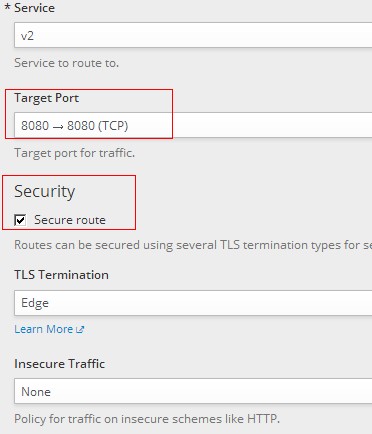 * Service
v2
Service to route to.
Target Port
8080 → 8080 (TCP)
Target port for traffic.
Security
Secure route
Routes can be secured using several TLS termination types for se
TLS Termination
Edge
Learn More
Insecure Traffic
None
Policy for traffic on insecure schemes like HTTP.